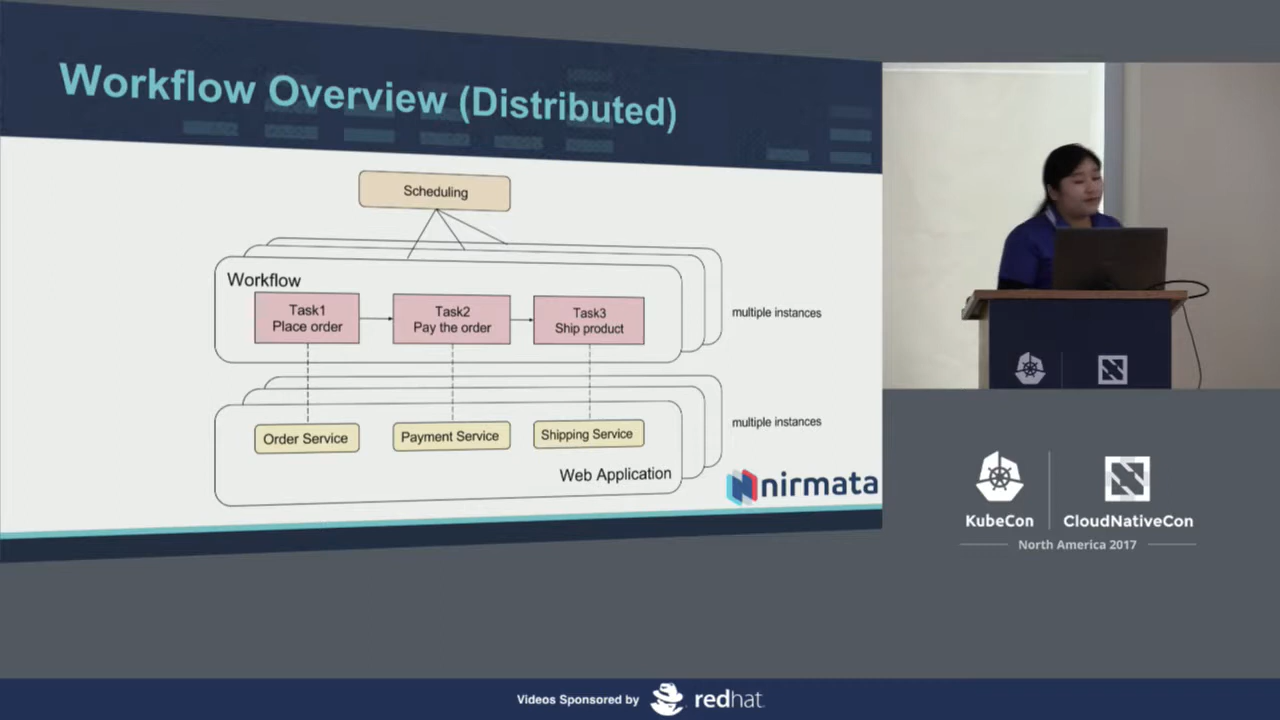 Workflow Overview (Distributed)
Scheduling
Workflow
Task1
Place order
Task2
Pay the order
Task3
Ship product
multiple instances
Order Service
Payment Service
Shipping Service
multiple instances
Web Application
nirmata
KubeCon
CloudNativeCon
North America 2017
Videos Sponsored by
redhat.